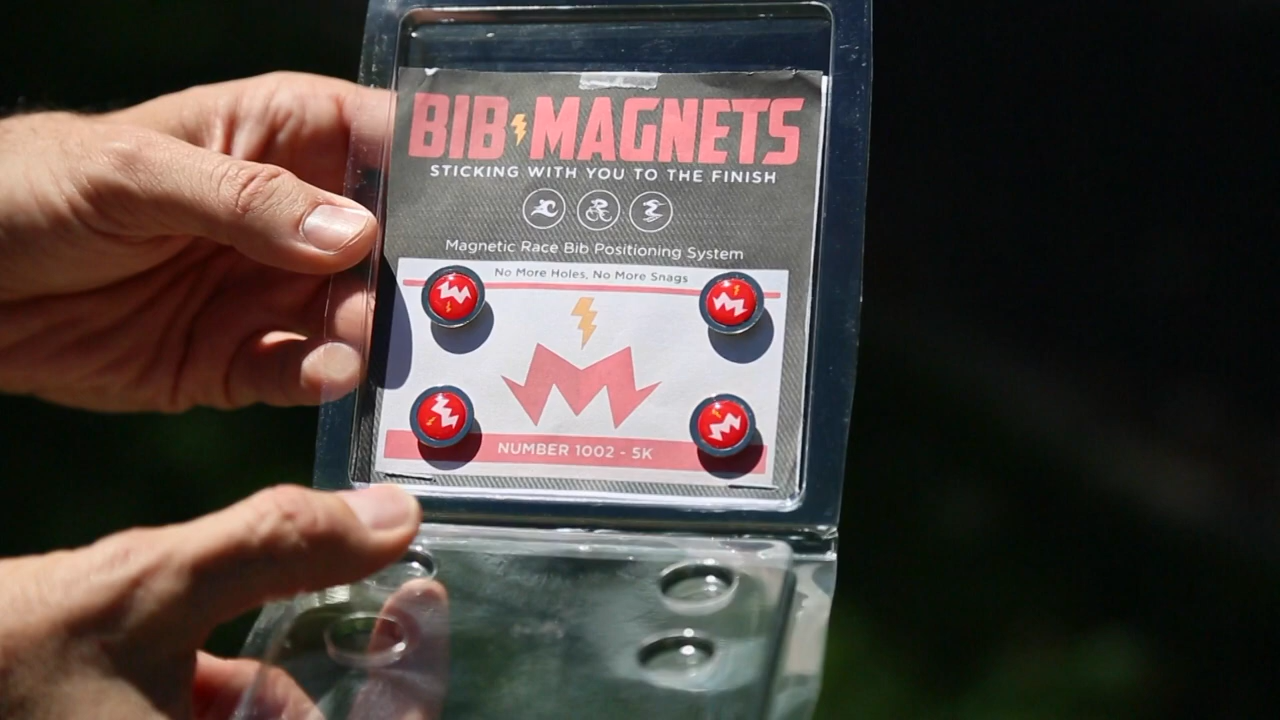 BIB MAGNETS
STICKING WITH YOU TO THE FINISH
Magnetic Race Bib Positioning System
No More Holes, No More Snags
M
NUMBER 1002 - 5K